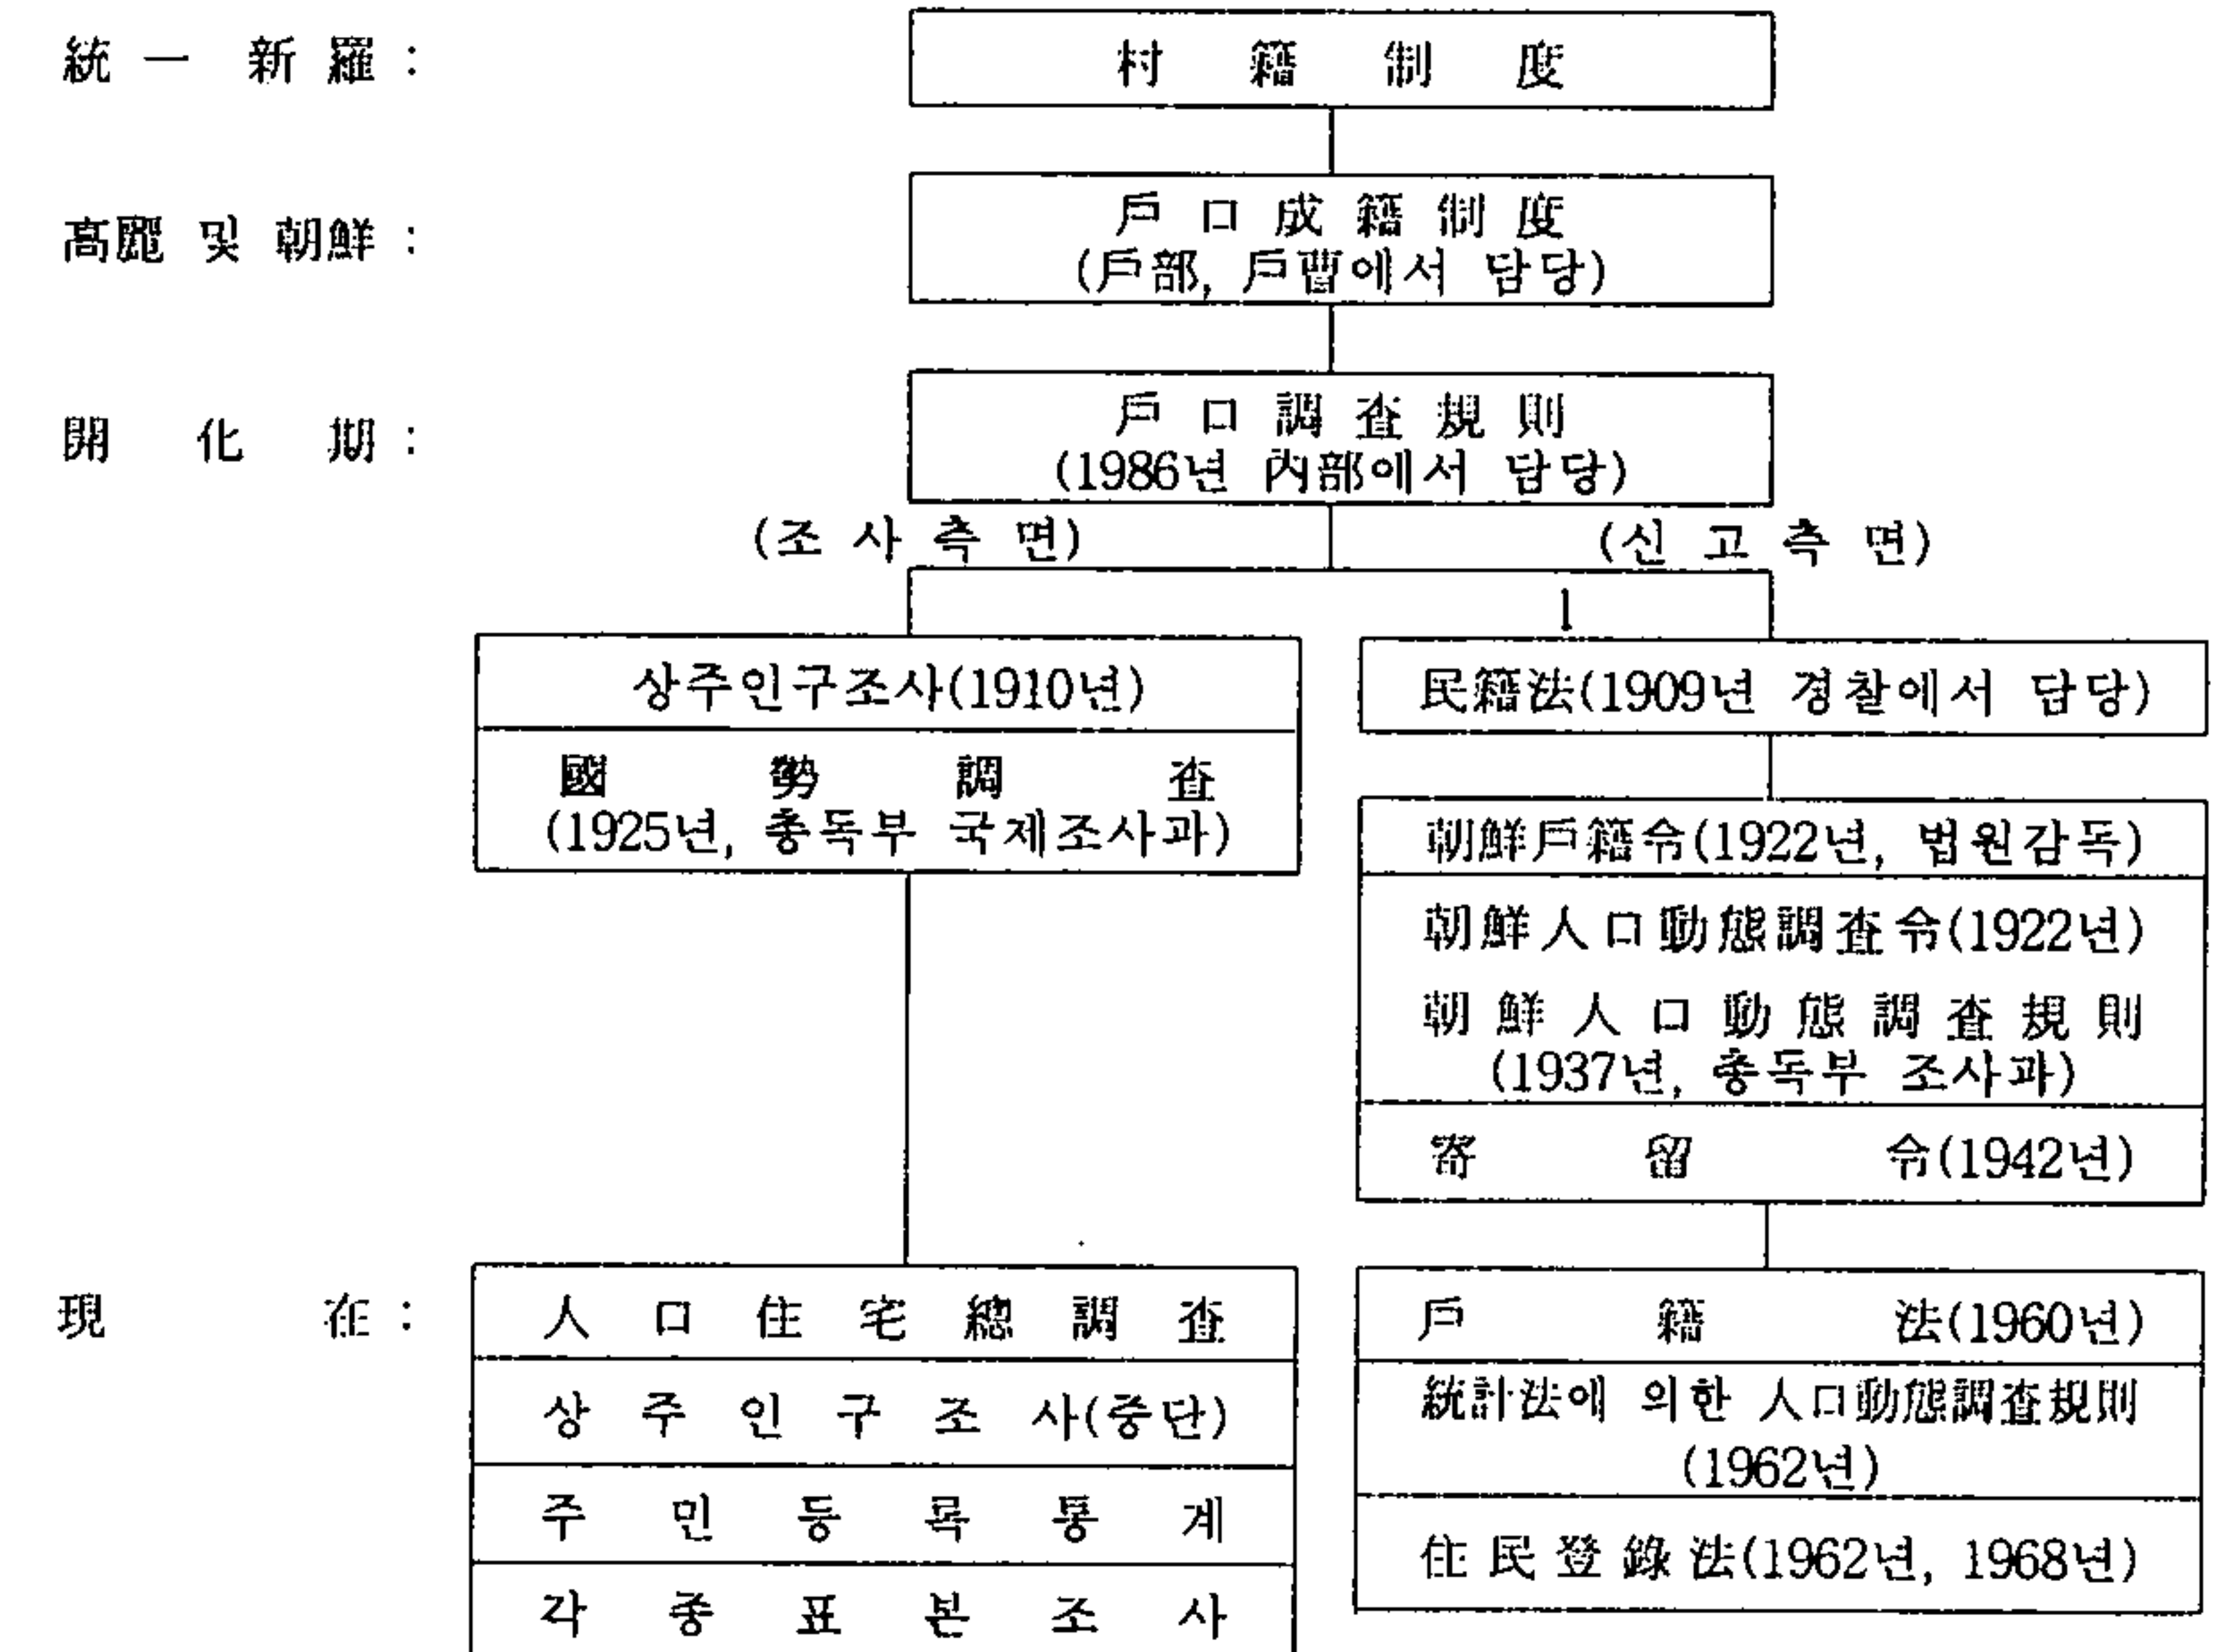 統一新羅 :
村籍制度
高麗 및 朝鮮 :
戶口成籍制度
(戶部, 戶曹에서 담당)
開化期 :
戶口調査規則
(1986년 內部에서 담당)
(조사측면)
(신고측면)
상주인구조사(1910년)
國勢調査
(1925년, 총독부 국제조사과)
民籍法(1909년 경찰에서 담당)
朝鮮戶籍令(1922년, 법원감독)
朝鮮人口動態調査令(1922년)
朝鮮人口動態調査規則
(1937년, 총독부 조사과)
寄留令(1942년)
現在 :
人口住宅總調査
상주인구조사(중단)
주민등록통계
각종표본조사
戶籍法(1960년)
統計法에 의한 人口動態調査規則
(1962년)
住民登錄法(1962년, 1968년)